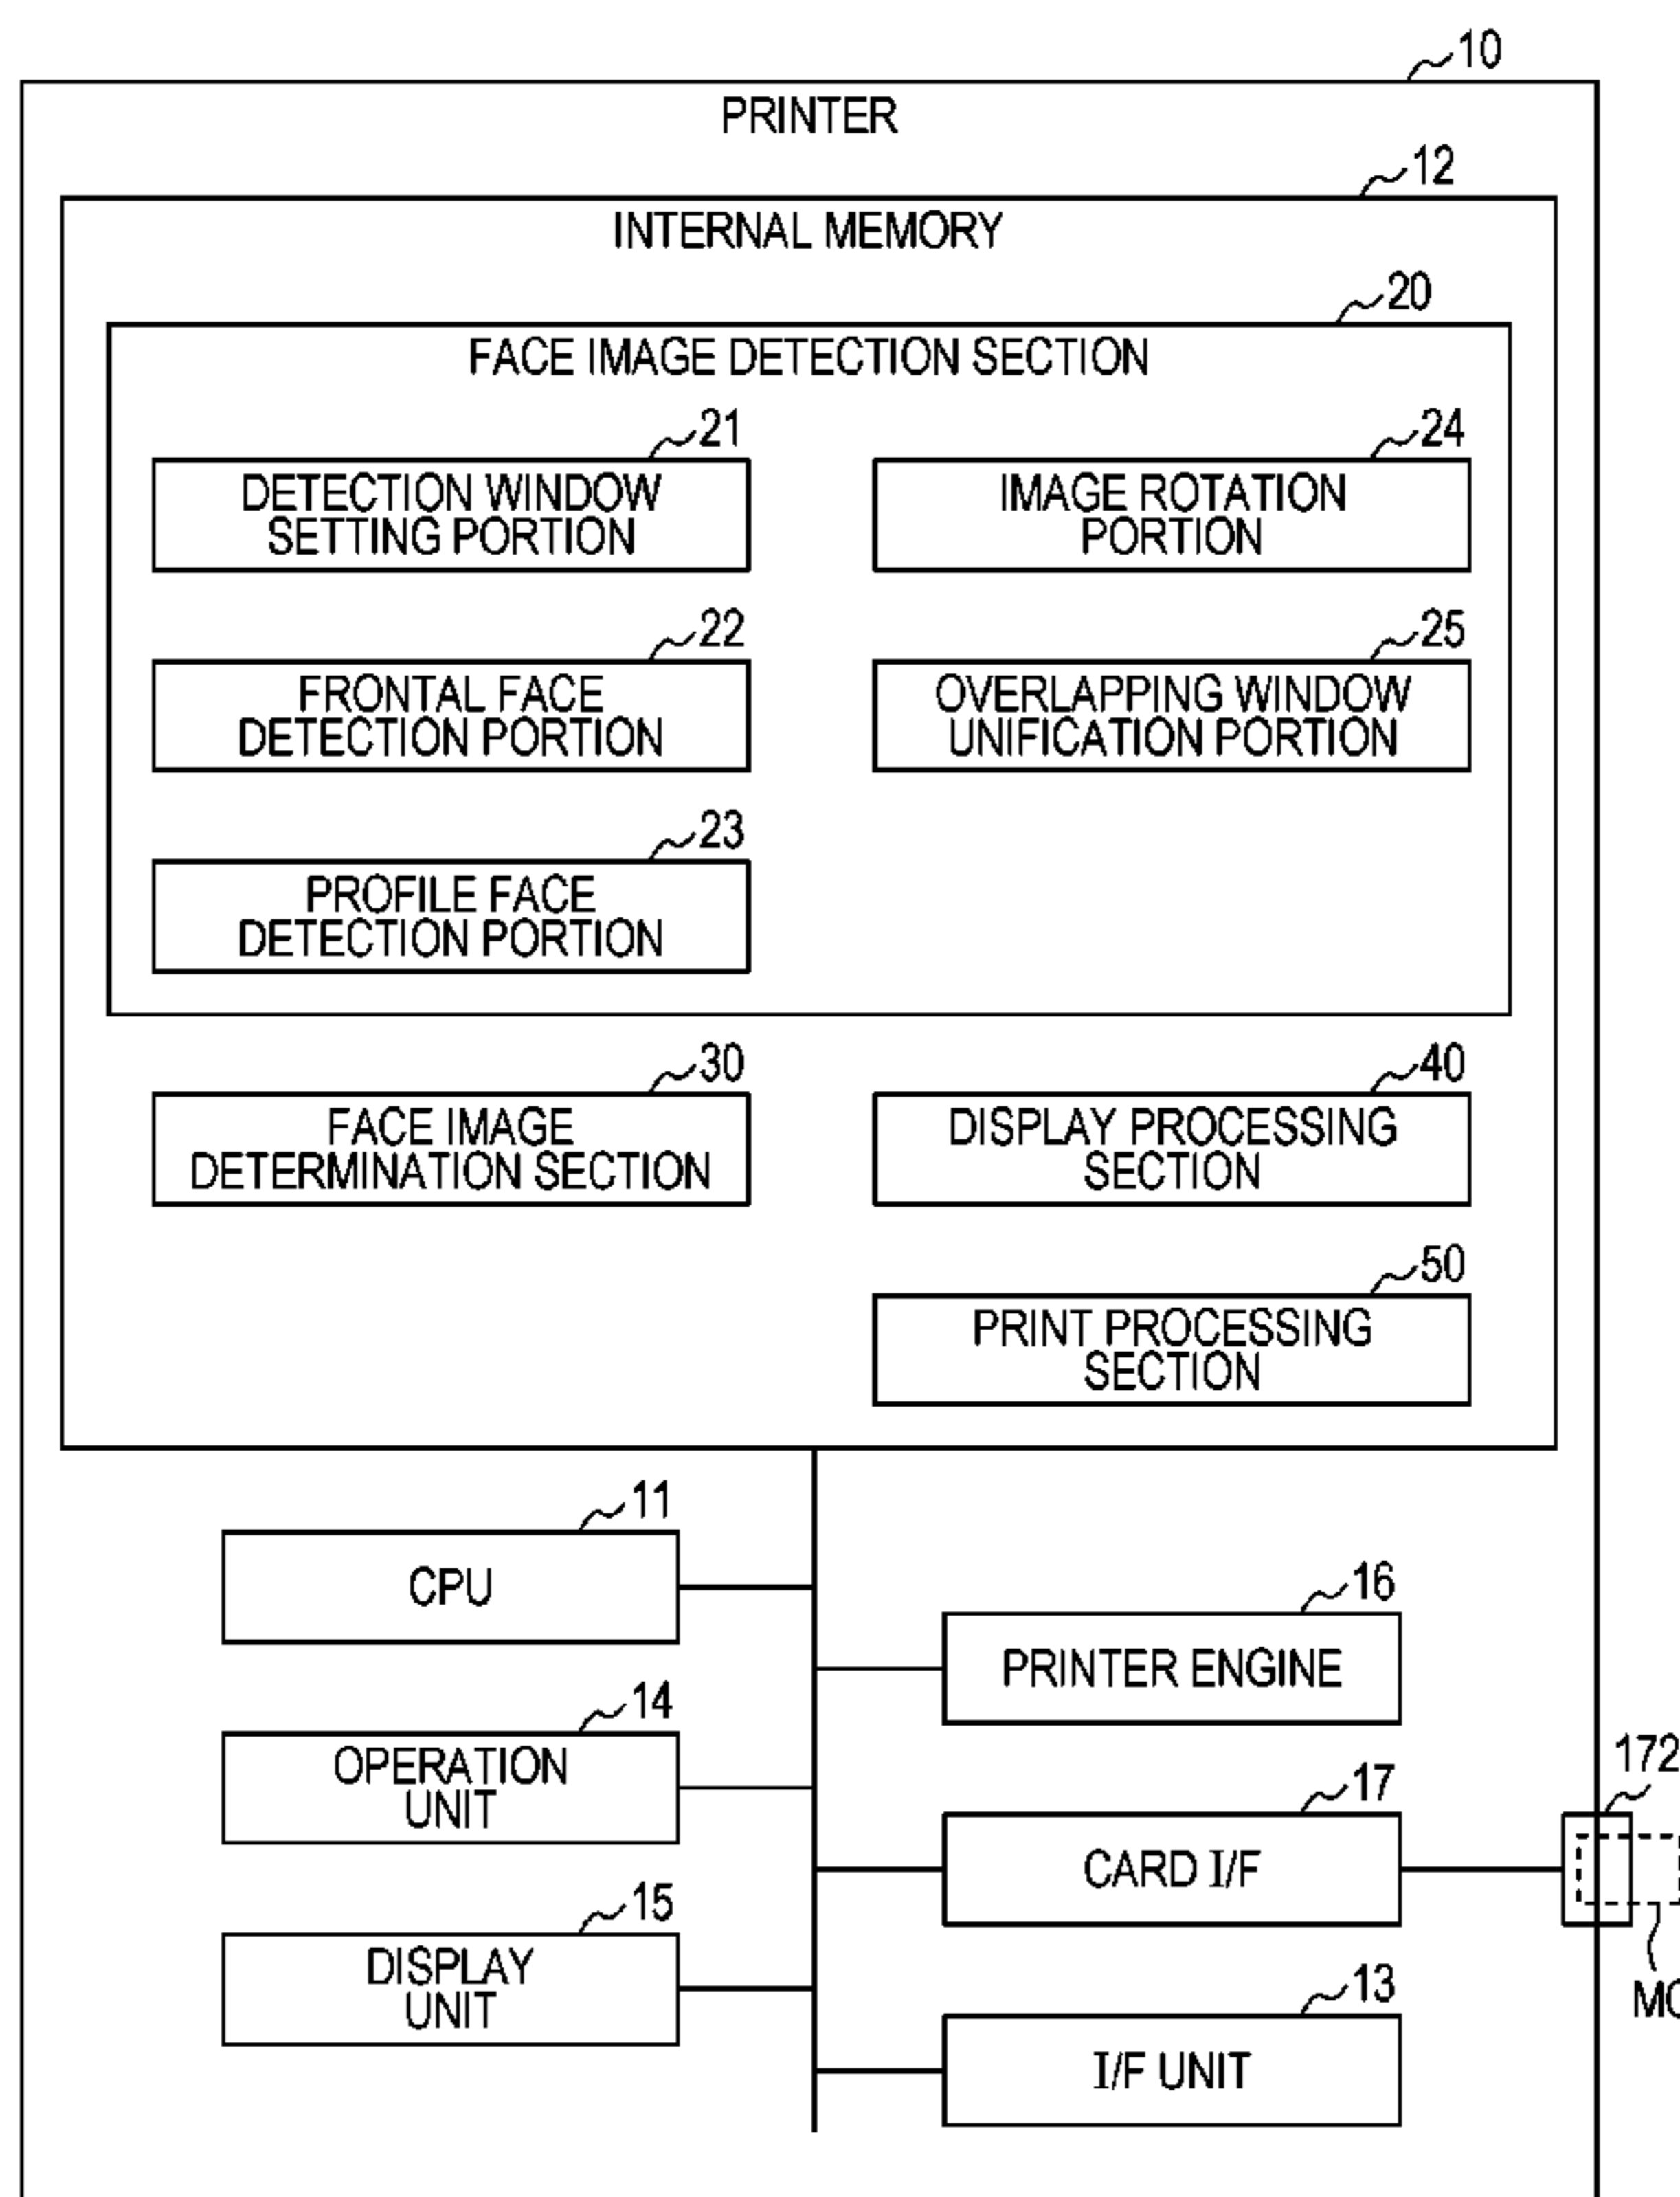 10
PRINTER
12
INTERNAL MEMORY
20
FACE IMAGE DETECTION SECTION
21
DETECTION WINDOW
SETTING PORTION
24
IMAGE ROTATION
PORTION
22
FRONTAL FACE
DETECTION PORTION
25
OVERLAPPING WINDOW
UNIFICATION PORTION
23
PROFILE FACE
DETECTION PORTION
30
FACE IMAGE
DETERMINATION SECTION
40
DISPLAY PROCESSING
SECTION
50
PRINT PROCESSING
SECTION
11
CPU
16
PRINTER ENGINE
14
OPERATION
UNIT
17
CARD I/F
172
15
DISPLAY
UNIT
13
I/F UNIT